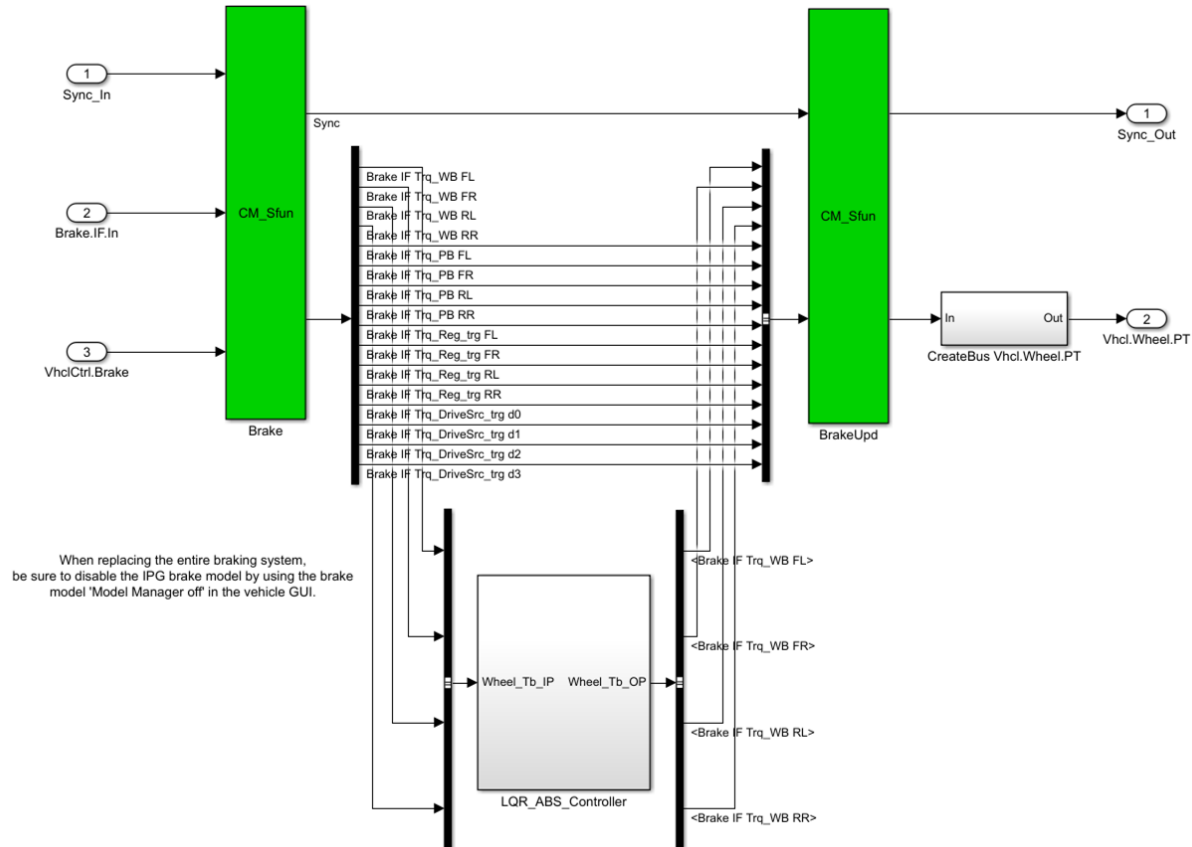 1
Sync_In
2
Brake.IF.In
3
VhclCtrl.Brake
CM_Sfun
Brake
Sync
Brake IF Trq_WB FL
Brake IF Trq_WB FR
Brake IF Trq_WB RL
Brake IF Trq_WB RR
Brake IF Trq_PB FL
Brake IF Trq_PB FR
Brake IF Trq_PB RL
Brake IF Trq_PB RR
Brake IF Trq_Reg_trg FL
Brake IF Trq_Reg_trg FR
Brake IF Trq_Reg_trg RL
Brake IF Trq_Reg_trg RR
Brake IF Trq_DriveSrc_trg d0
Brake IF Trq_DriveSrc_trg d1
Brake IF Trq_DriveSrc_trg d2
Brake IF Trq_DriveSrc_trg d3
CM_Sfun
BrakeUpd
1
Sync_Out
In
Out
CreateBus Vhcl.Wheel.PT
2
Vhcl.Wheel.PT
When replacing the entire braking system,
be sure to disable the IPG brake model by using the brake
model 'Model Manager off' in the vehicle GUI.
Wheel_Tb_IP
Wheel_Tb_OP
LQR_ABS_Controller
<Brake IF Trq_WB FL>
<Brake IF Trq_WB FR>
<Brake IF Trq_WB RL>
<Brake IF Trq_WB RR>